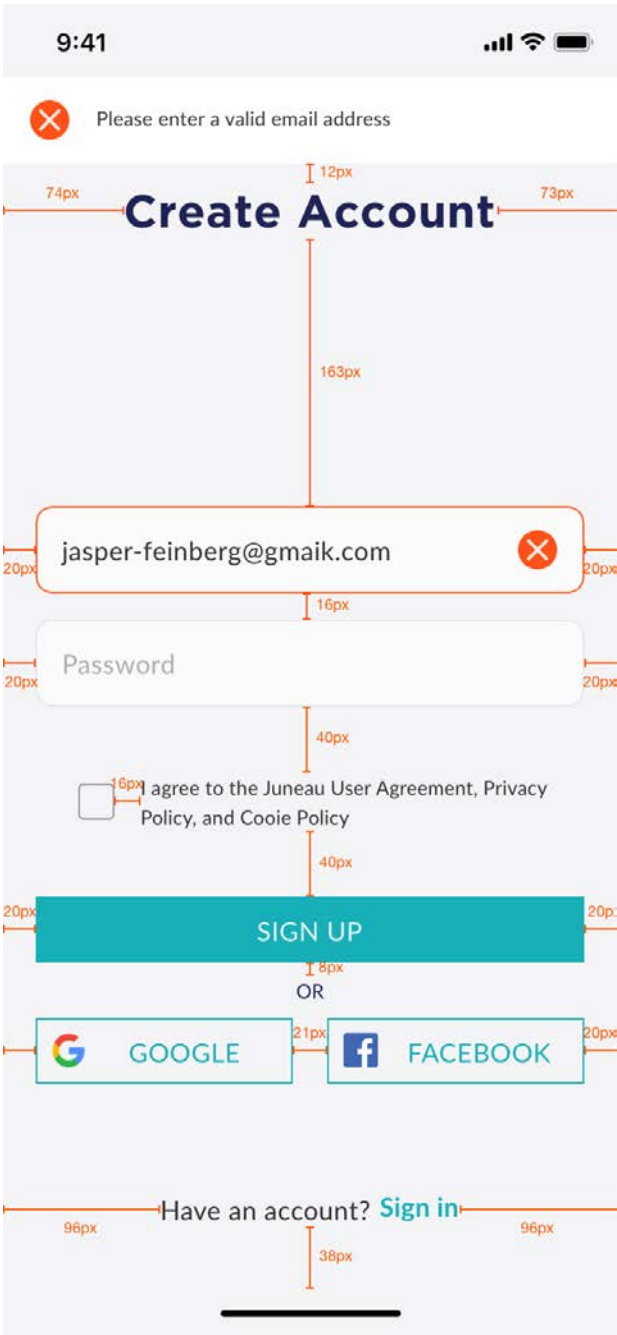 9:41
Please enter a valid email address
12px
74px
73px
Create Account
163px
jasper-feinberg@gmaik.com
20px
20px
16px
Password
20px
20px
40px
16px
I agree to the Juneau User Agreement, Privacy
Policy, and Cooie Policy
40px
20px
20p
SIGN UP
8px
OR
21px
20px
GOOGLE
FACEBOOK
Have an account? Sign in
96px
96px
38px